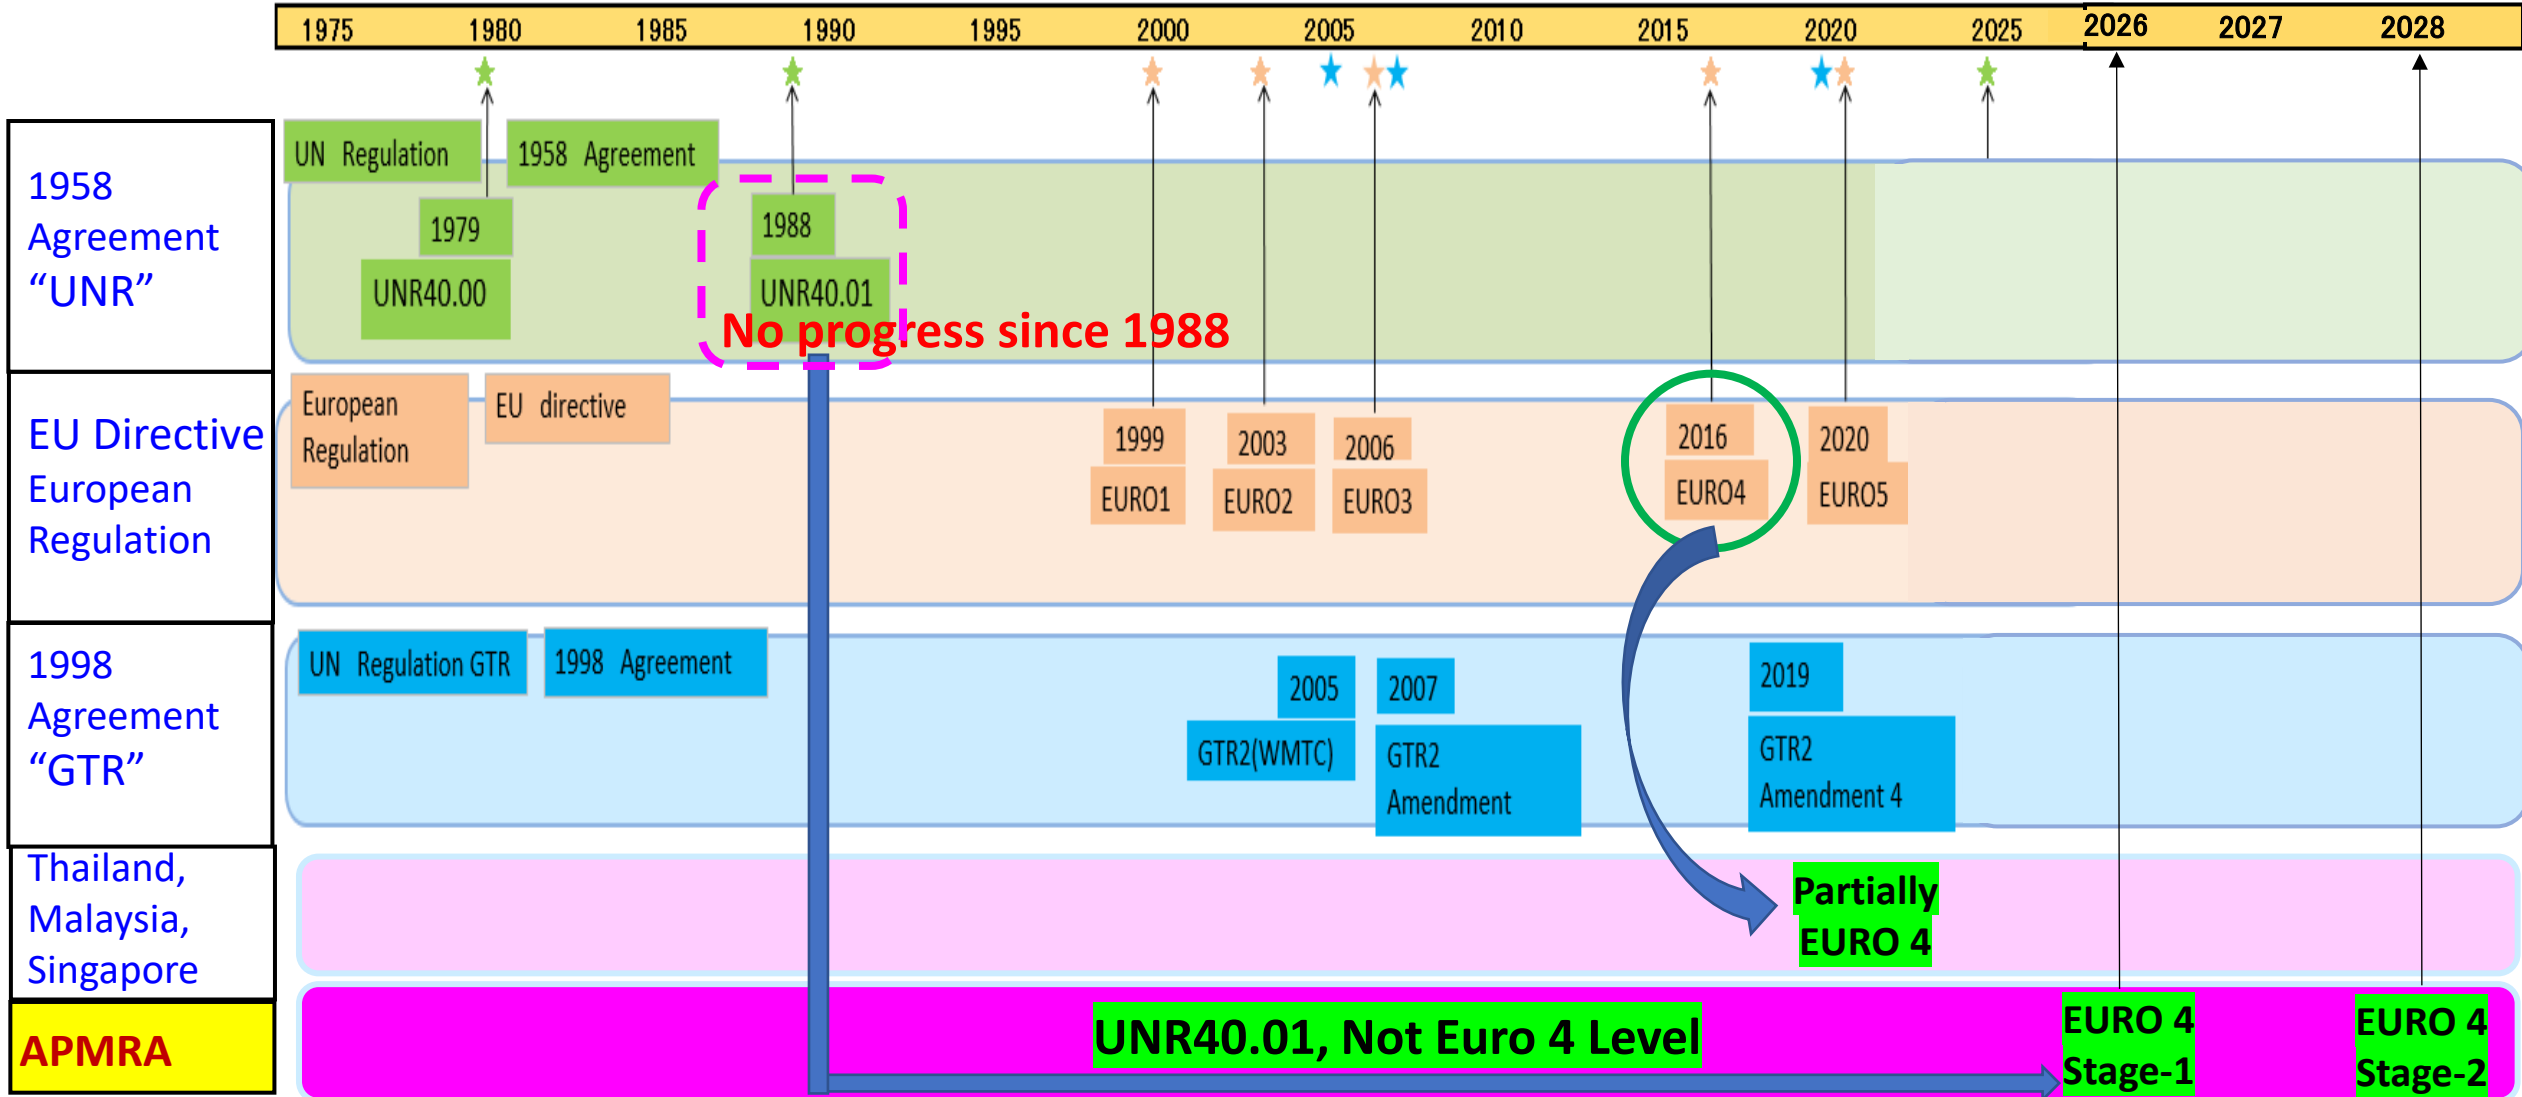 1975 1980 1985 1990 1995 2000 2005 2010 2015 2020 2025 2026 2027 2028
1958
Agreement
“UNR”
UN Regulation
1958 Agreement
1979
UNR40.00
1988
UNR40.01
No progress since 1988
EU Directive
European
Regulation
European
Regulation
EU directive
1999
EURO1
2003
EURO2
2006
EURO3
2016
EURO4
2020
EURO5
1998
Agreement
“GTR”
UN Regulation GTR
1998 Agreement
2005
GTR2(WMTC)
2007
GTR2
Amendment
2019
GTR2
Amendment 4
Thailand,
Malaysia,
Singapore
Partially
EURO 4
APMRA
UNR40.01, Not Euro 4 Level
EURO 4
Stage-1
EURO 4
Stage-2